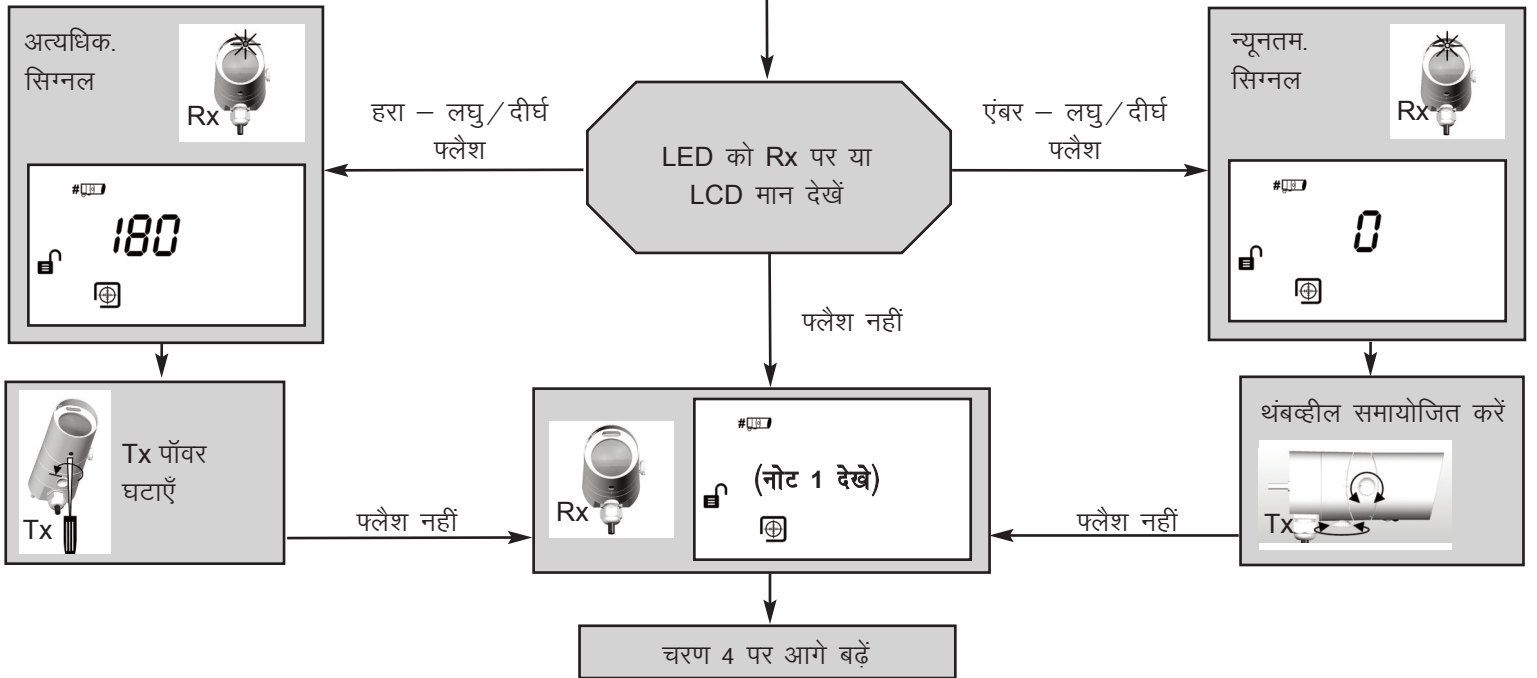 अत्यधिक.
सिग्नल
Rx
#
180
हरा – लघु/दीर्घ
फ्लैश
LED को Rx पर या
LCD मान देखें
एंबर – लघु/दीर्घ
फ्लैश
न्यूनतम.
सिग्नल
Rx
#
0
फ्लैश नहीं
Tx पॉवर
घटाएँ
Tx
फ्लैश नहीं
Rx
#
(नोट 1 देखे)
फ्लैश नहीं
थंबव्हील समायोजित करें
Tx
चरण 4 पर आगे बढ़ें